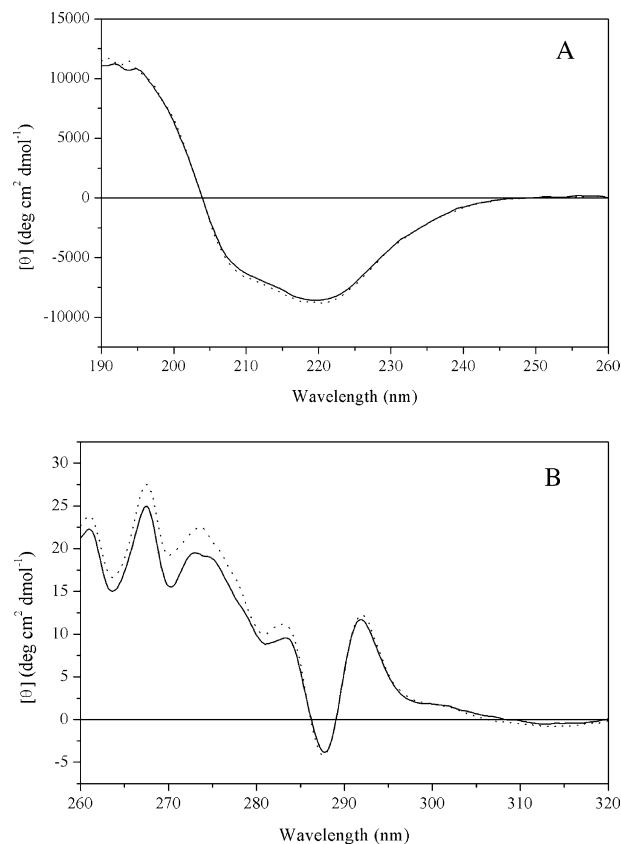 A
15000
10000
5000
0
-5000
-10000
[θ] (deg cm² dmol⁻¹)
190 200 210 220 230 240 250 260
Wavelength (nm)
B
30
25
20
15
10
5
0
-5
[θ] (deg cm² dmol⁻¹)
260 270 280 290 300 310 320
Wavelength (nm)